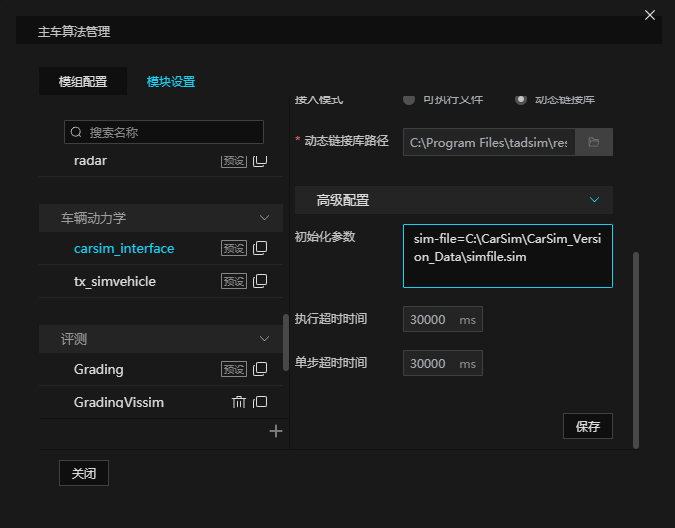 主车算法管理
模组配置
模块设置
搜索名称
radar
预设
车辆动力学
carsim_interface
预设
tx_simvehicle
预设
评测
Grading
预设
GradingVissim
关闭
接入模式
可执行文件
动态链接库
* 动态链接库路径
C:\Program Files\tadsim\res
高级配置
初始化参数
sim-file=C:\CarSim\CarSim_Versi
on_Data\simfile.sim
执行超时时间
30000 ms
单步超时时间
30000 ms
保存